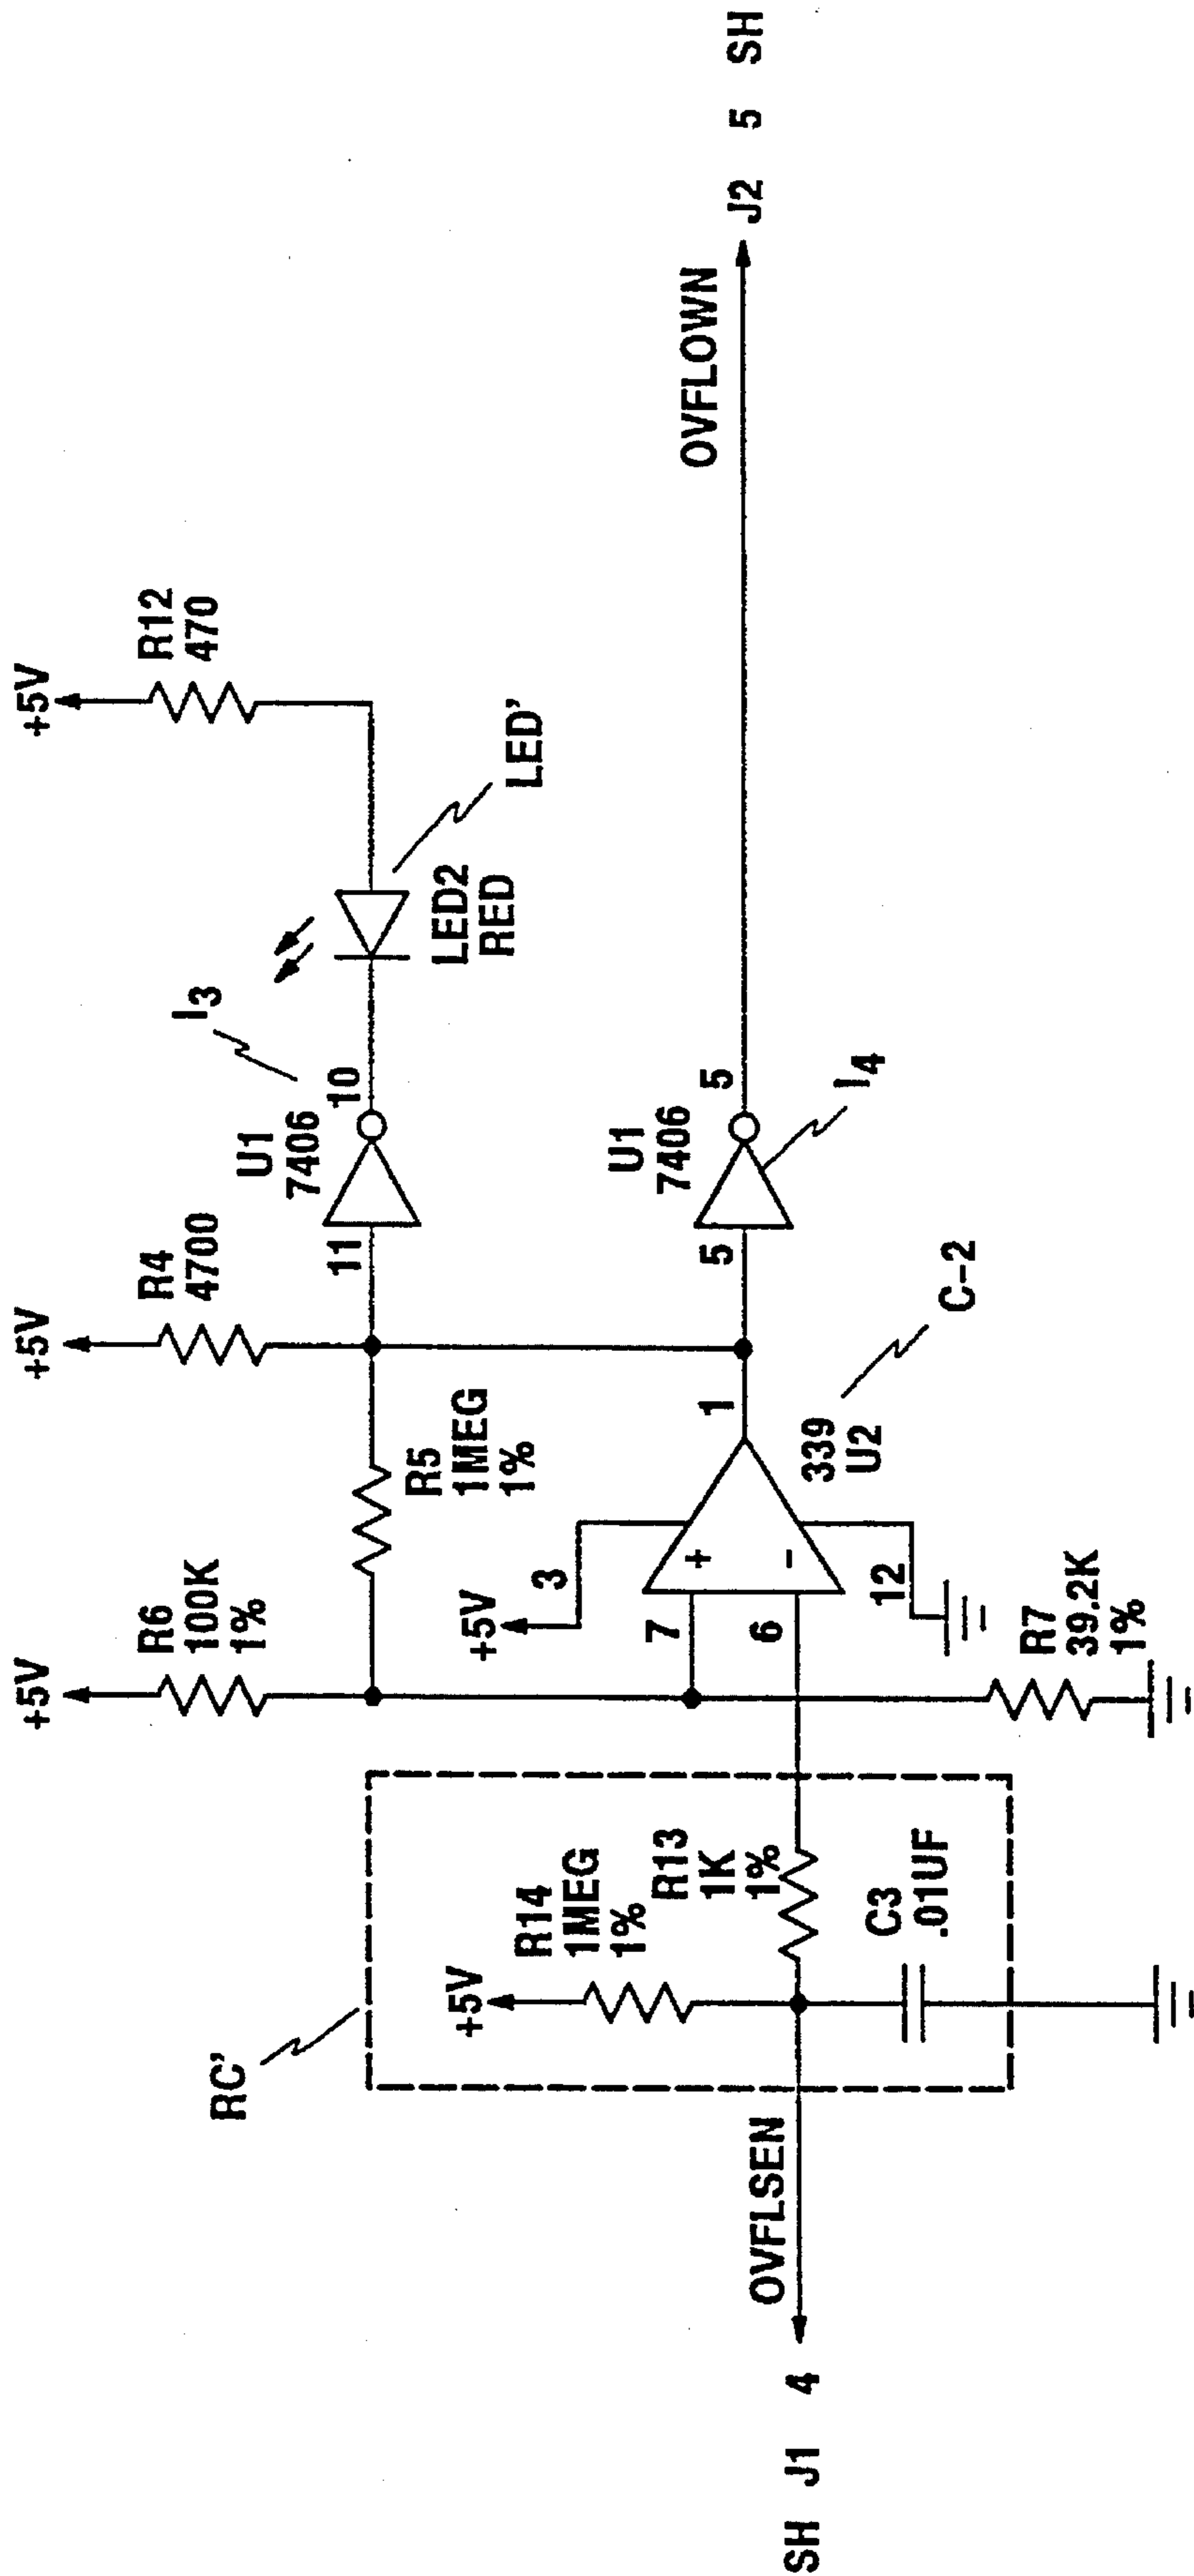 SH J1 4
OVFLSEN
RC'
+5V
R14
1MEG
1%
R13
1K
1%
C3
.01UF
+5V
R6
100K
1%
R5
1MEG
1%
+5V
R4
4700
+5V
3
7
6
+
-
12
1
339
U2
C-2
R7
39.2K
1%
11
U1
7406
10
I3
LED2
RED
LED'
+5V
R12
470
5
U1
7406
5
I4
OVFLOWN
J2 5 SH